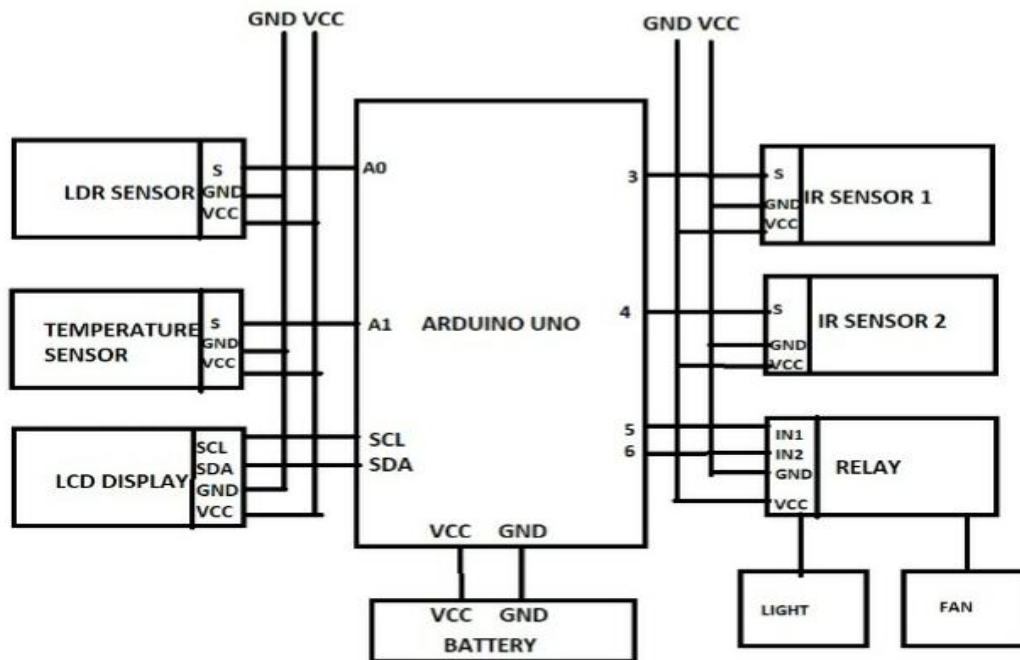 GND VCC
GND VCC
LDR SENSOR
S
GND
VCC
A0
3
S
GND
VCC
IR SENSOR 1
TEMPERATURE
SENSOR
S
GND
VCC
A1
ARDUINO UNO
4
S
GND
VCC
IR SENSOR 2
LCD DISPLAY
SCL
SDA
GND
VCC
SCL
SDA
5
6
IN1
IN2
GND
VCC
RELAY
VCC GND
VCC GND
BATTERY
LIGHT
FAN